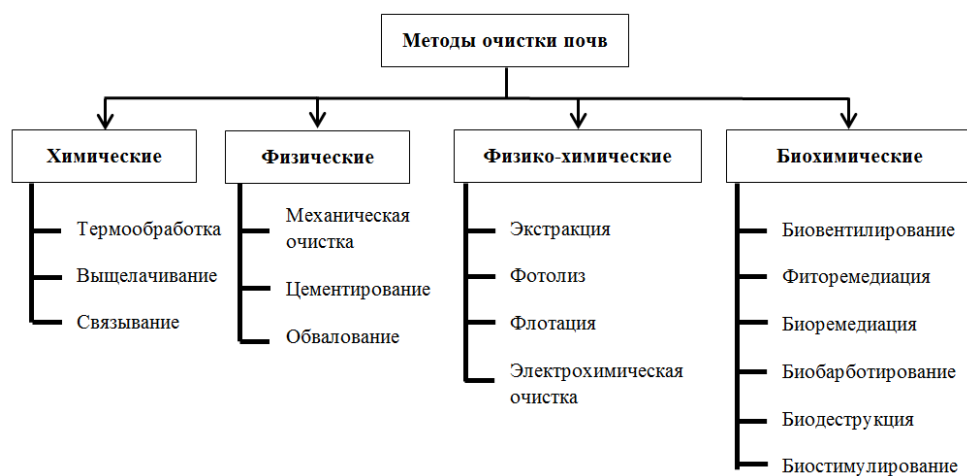 Методы очистки почв
Химические
Термообработка
Выщелачивание
Связывание
Физические
Механическая
очистка
Цементирование
Обвалование
Физико-химические
Экстракция
Фотолиз
Флотация
Электрохимическая
очистка
Биохимические
Биовентилирование
Фиторемедиация
Биоремедиация
Биобарботирование
Биодеструкция
Биостимулирование